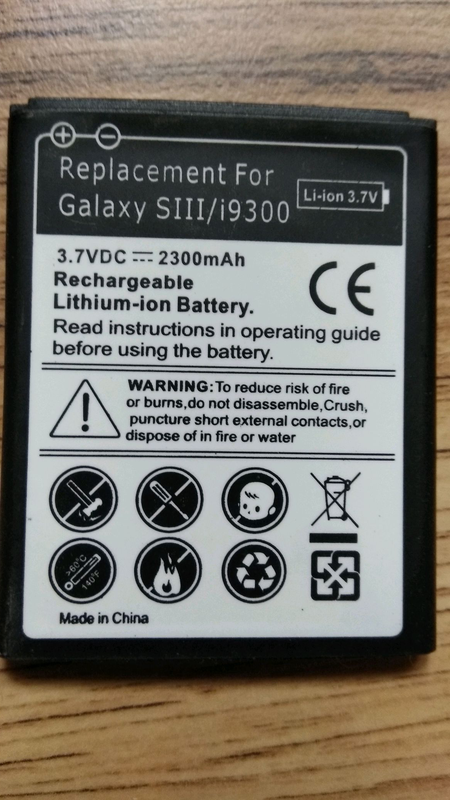 Replacement For
Galaxy SIII/i9300
Li-ion 3.7V
3.7VDC ⎓ 2300mAh
Rechargeable
Lithium-ion Battery.
CE
Read instructions in operating guide
before using the battery.
WARNING:To reduce risk of fire
or burns,do not disassemble,Crush,
puncture short external contacts,or
dispose of in fire or water
>60°C
140°F
Made in China